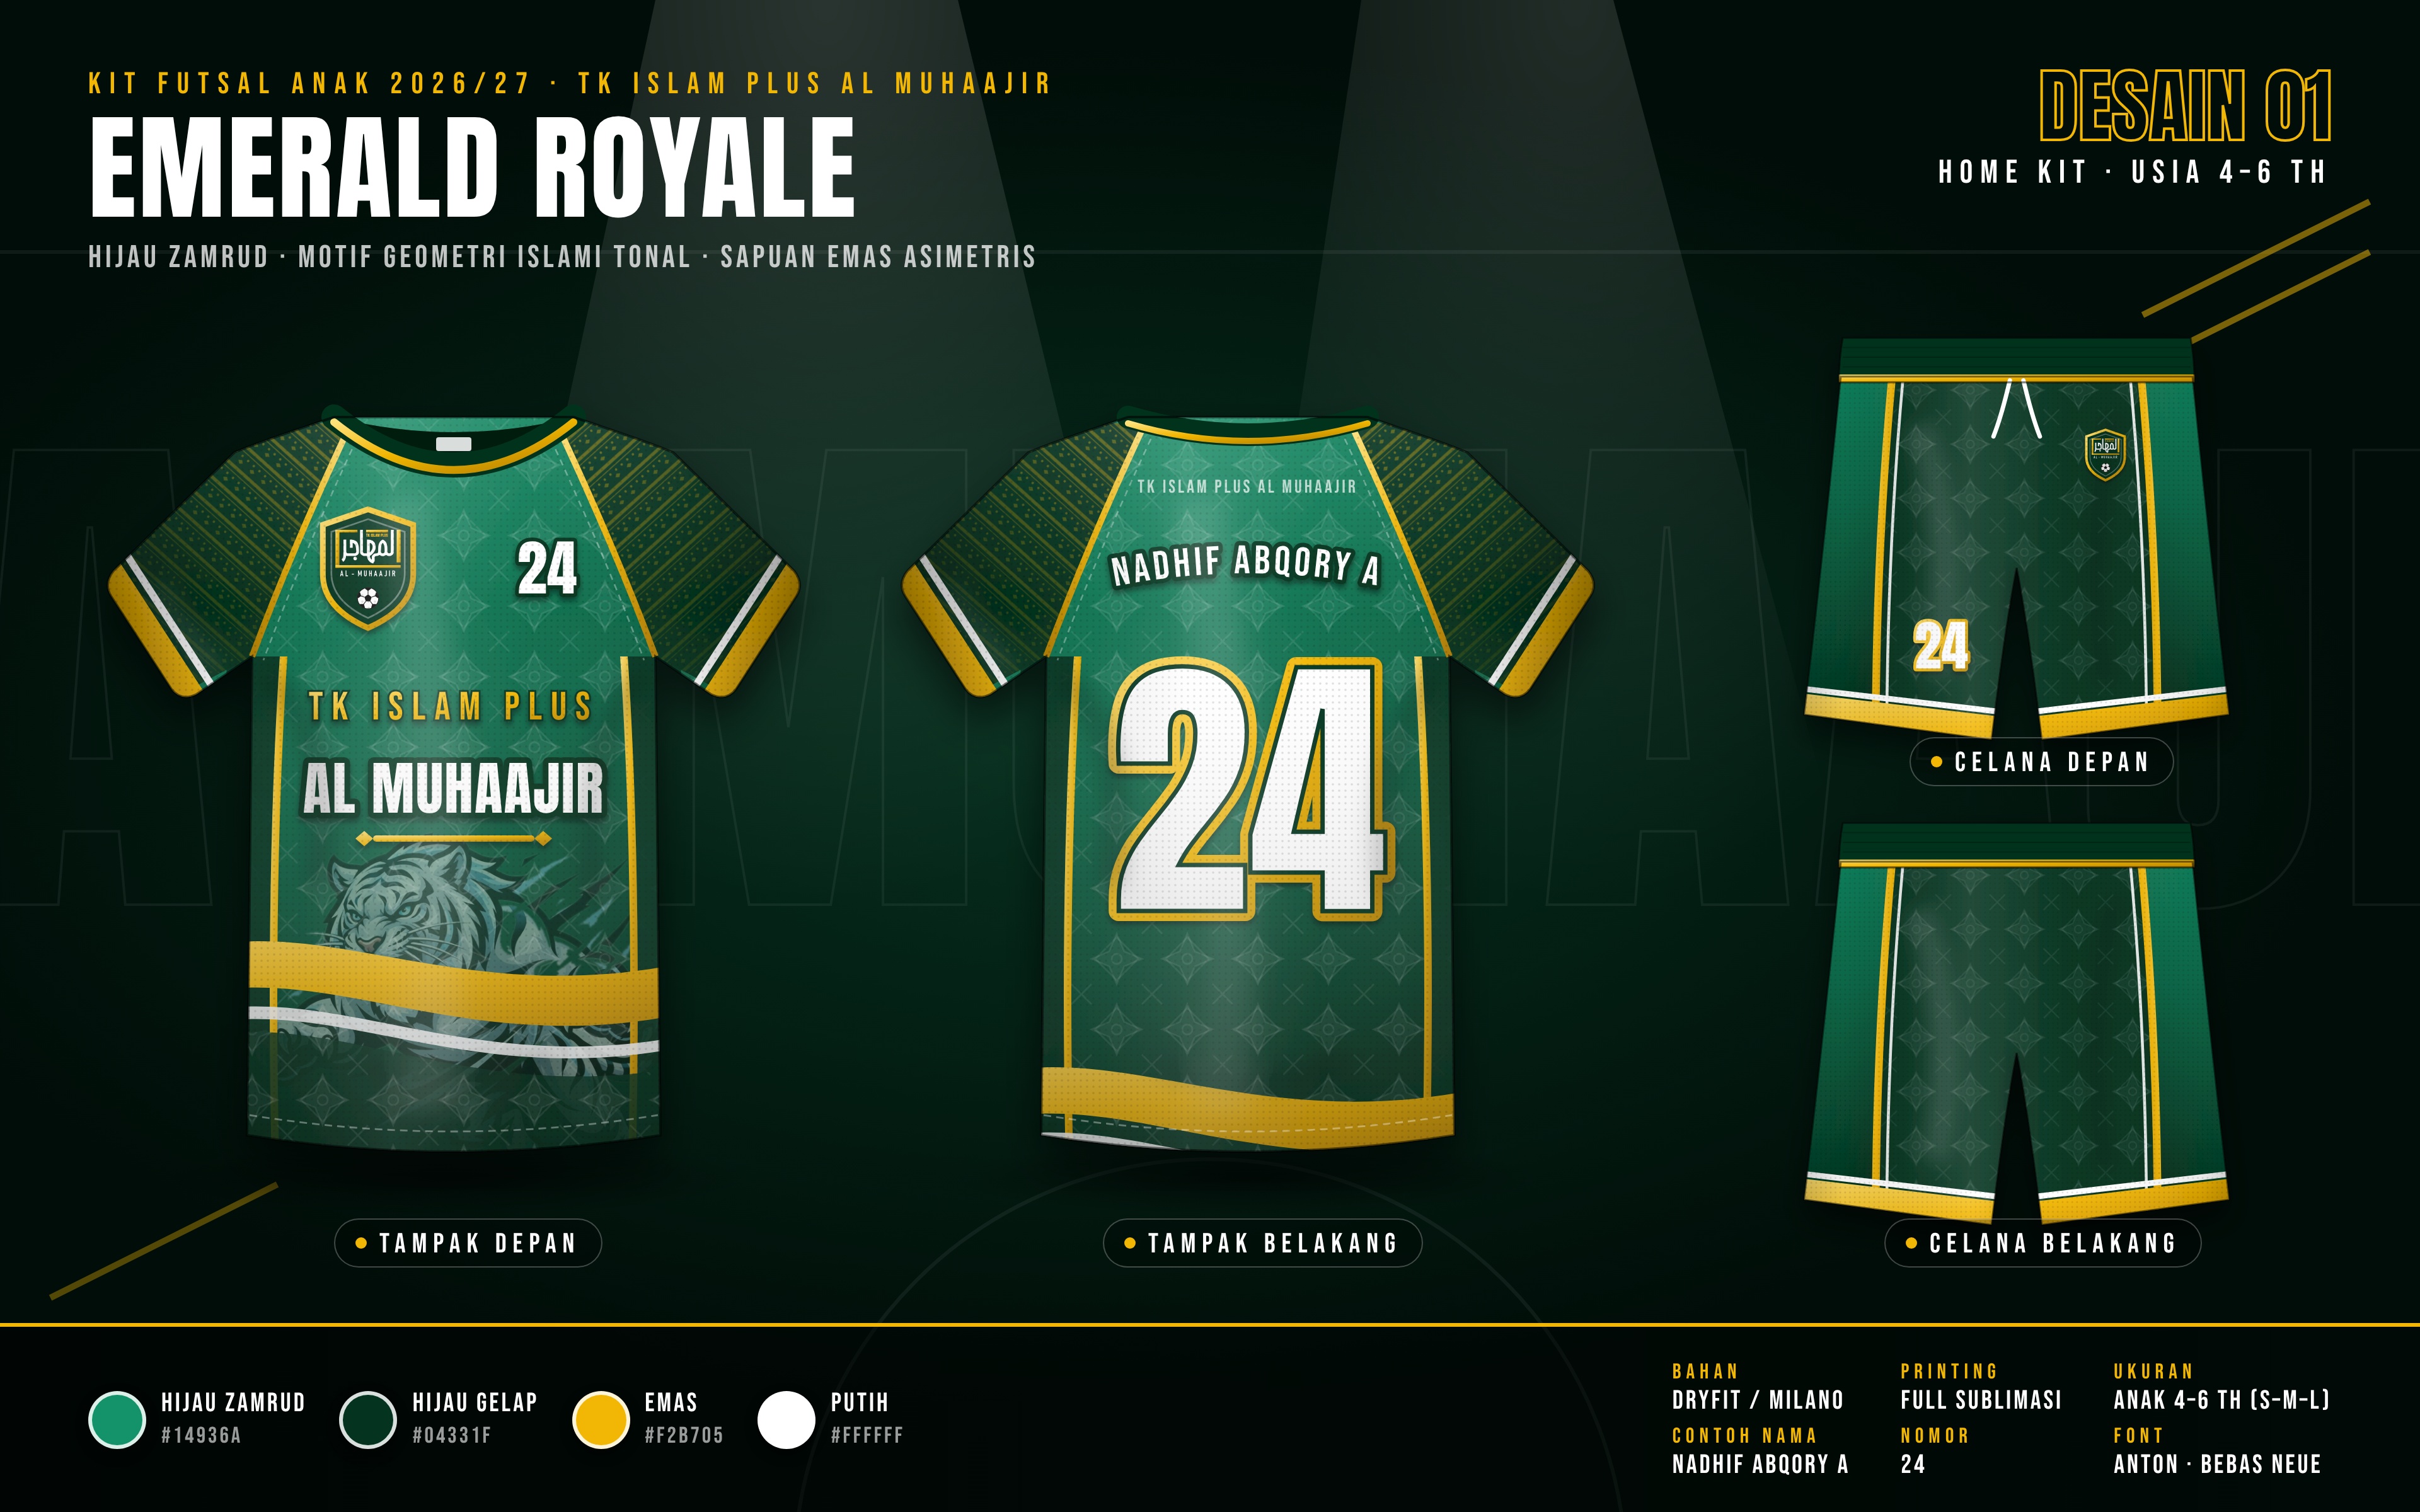 KIT FUTSAL ANAK 2026/27 · TK ISLAM PLUS AL MUHAAJIR
EMERALD ROYALE
HIJAU ZAMRUD · MOTIF GEOMETRI ISLAMI TONAL · SAPUAN EMAS ASIMETRIS
DESAIN 01
HOME KIT · USIA 4–6 TH
المهاجر
AL - MUHAAJIR
24
TK ISLAM PLUS
AL MUHAAJIR
TAMPAK DEPAN
TK ISLAM PLUS AL MUHAAJIR
NADHIF ABQORY A
24
TAMPAK BELAKANG
المهاجر
24
CELANA DEPAN
CELANA BELAKANG
HIJAU ZAMRUD
#14936A
HIJAU GELAP
#04331F
EMAS
#F2B705
PUTIH
#FFFFFF
BAHAN
DRYFIT / MILANO
PRINTING
FULL SUBLIMASI
UKURAN
ANAK 4–6 TH (S–M–L)
CONTOH NAMA
NADHIF ABQORY A
NOMOR
24
FONT
ANTON · BEBAS NEUE